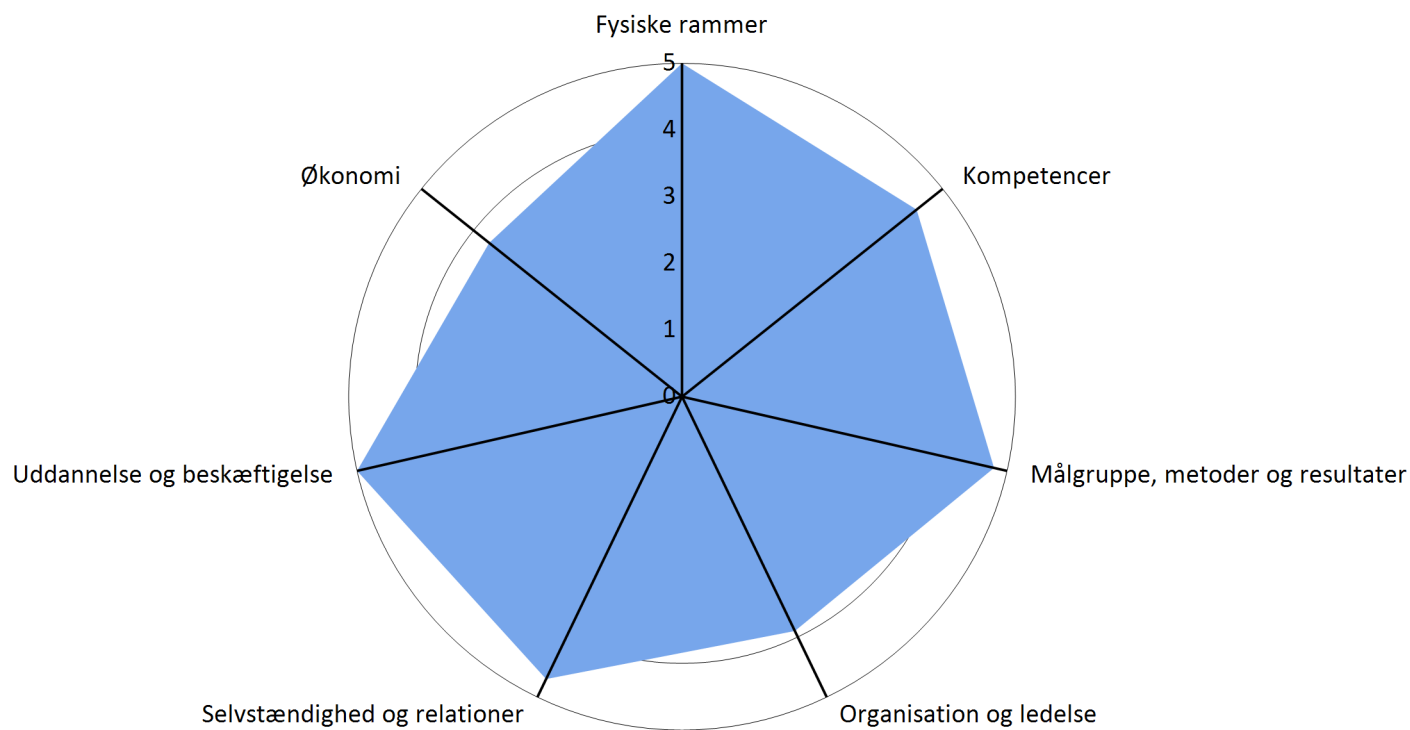 Fysiske rammer
5
4
Økonomi
Kompetencer
3
2
1
0
Uddannelse og beskæftigelse
Målgruppe, metoder og resultater
Selvstændighed og relationer
Organisation og ledelse